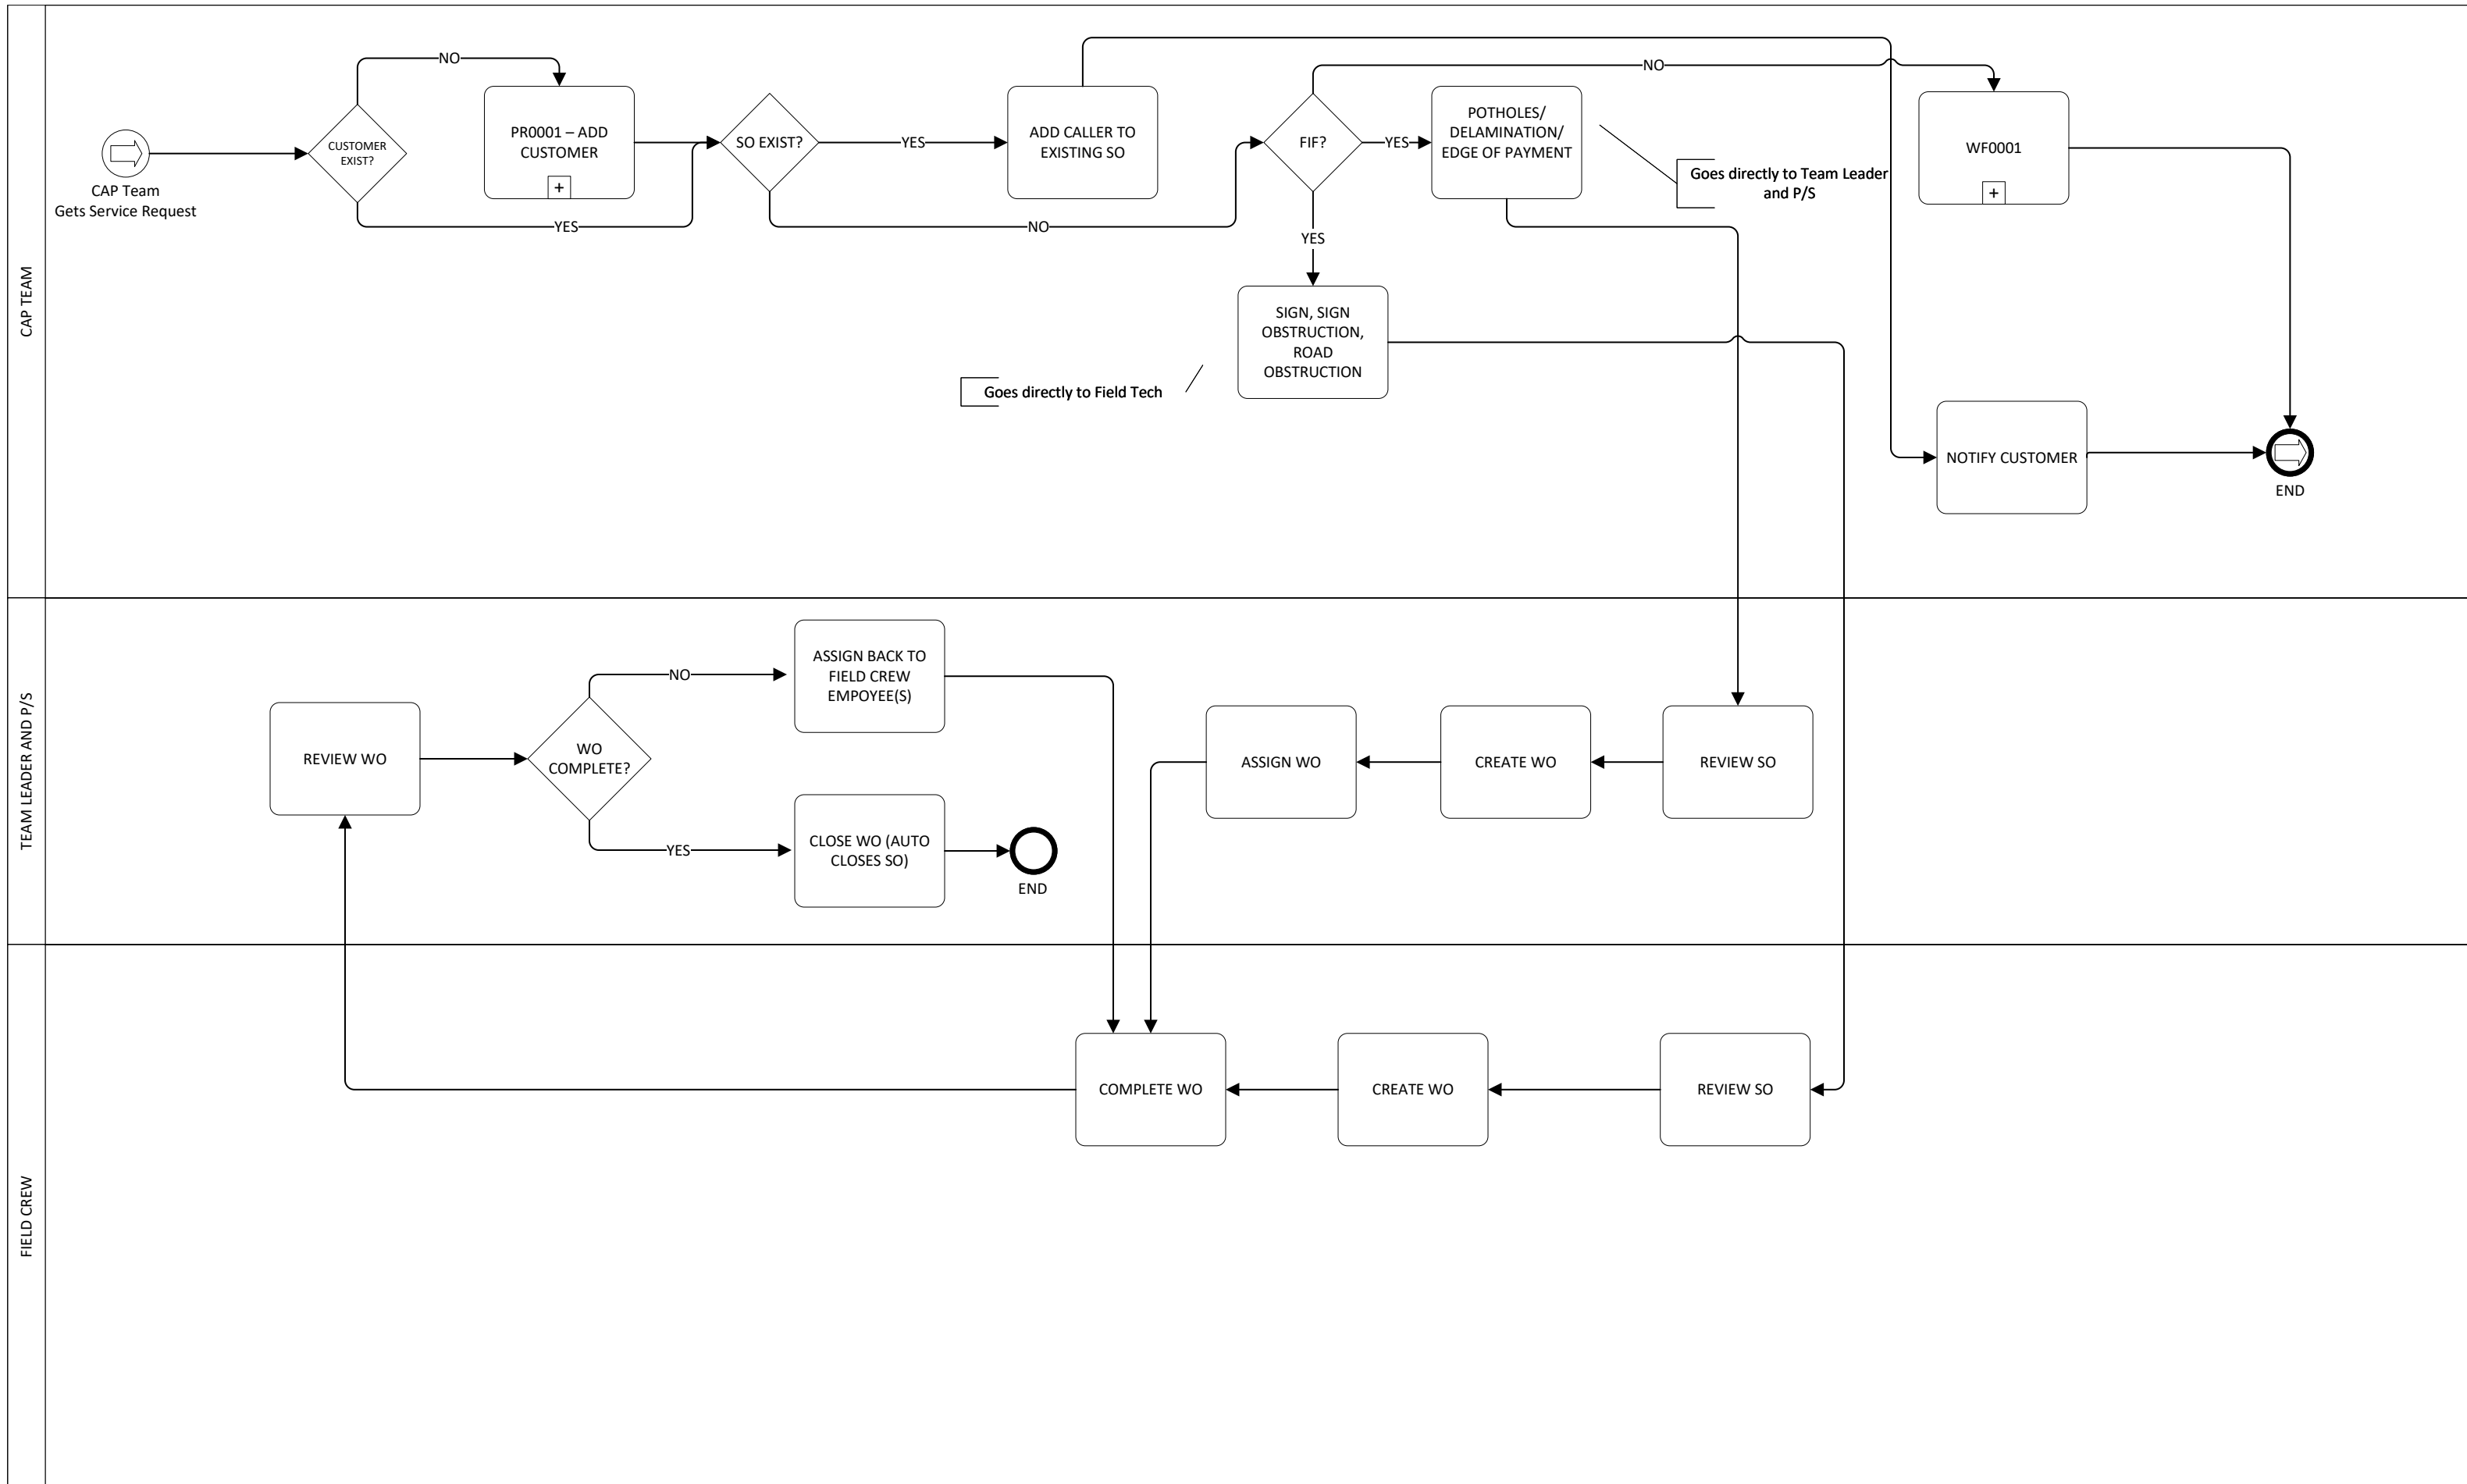 CAP TEAM
NO
CUSTOMER
EXIST?
CAP Team
Gets Service Request
PR0001 – ADD
CUSTOMER
+
YES
SO EXIST?
YES
ADD CALLER TO
EXISTING SO
NO
FIF?
YES
POTHOLES/
DELAMINATION/
EDGE OF PAYMENT
NO
Goes directly to Team Leader
and P/S
WF0001
+
YES
SIGN, SIGN
OBSTRUCTION,
ROAD
OBSTRUCTION
Goes directly to Field Tech
NOTIFY CUSTOMER
END
TEAM LEADER AND P/S
REVIEW WO
WO
COMPLETE?
NO
ASSIGN BACK TO
FIELD CREW
EMPOYEE(S)
YES
CLOSE WO (AUTO
CLOSES SO)
END
ASSIGN WO
CREATE WO
REVIEW SO
FIELD CREW
COMPLETE WO
CREATE WO
REVIEW SO